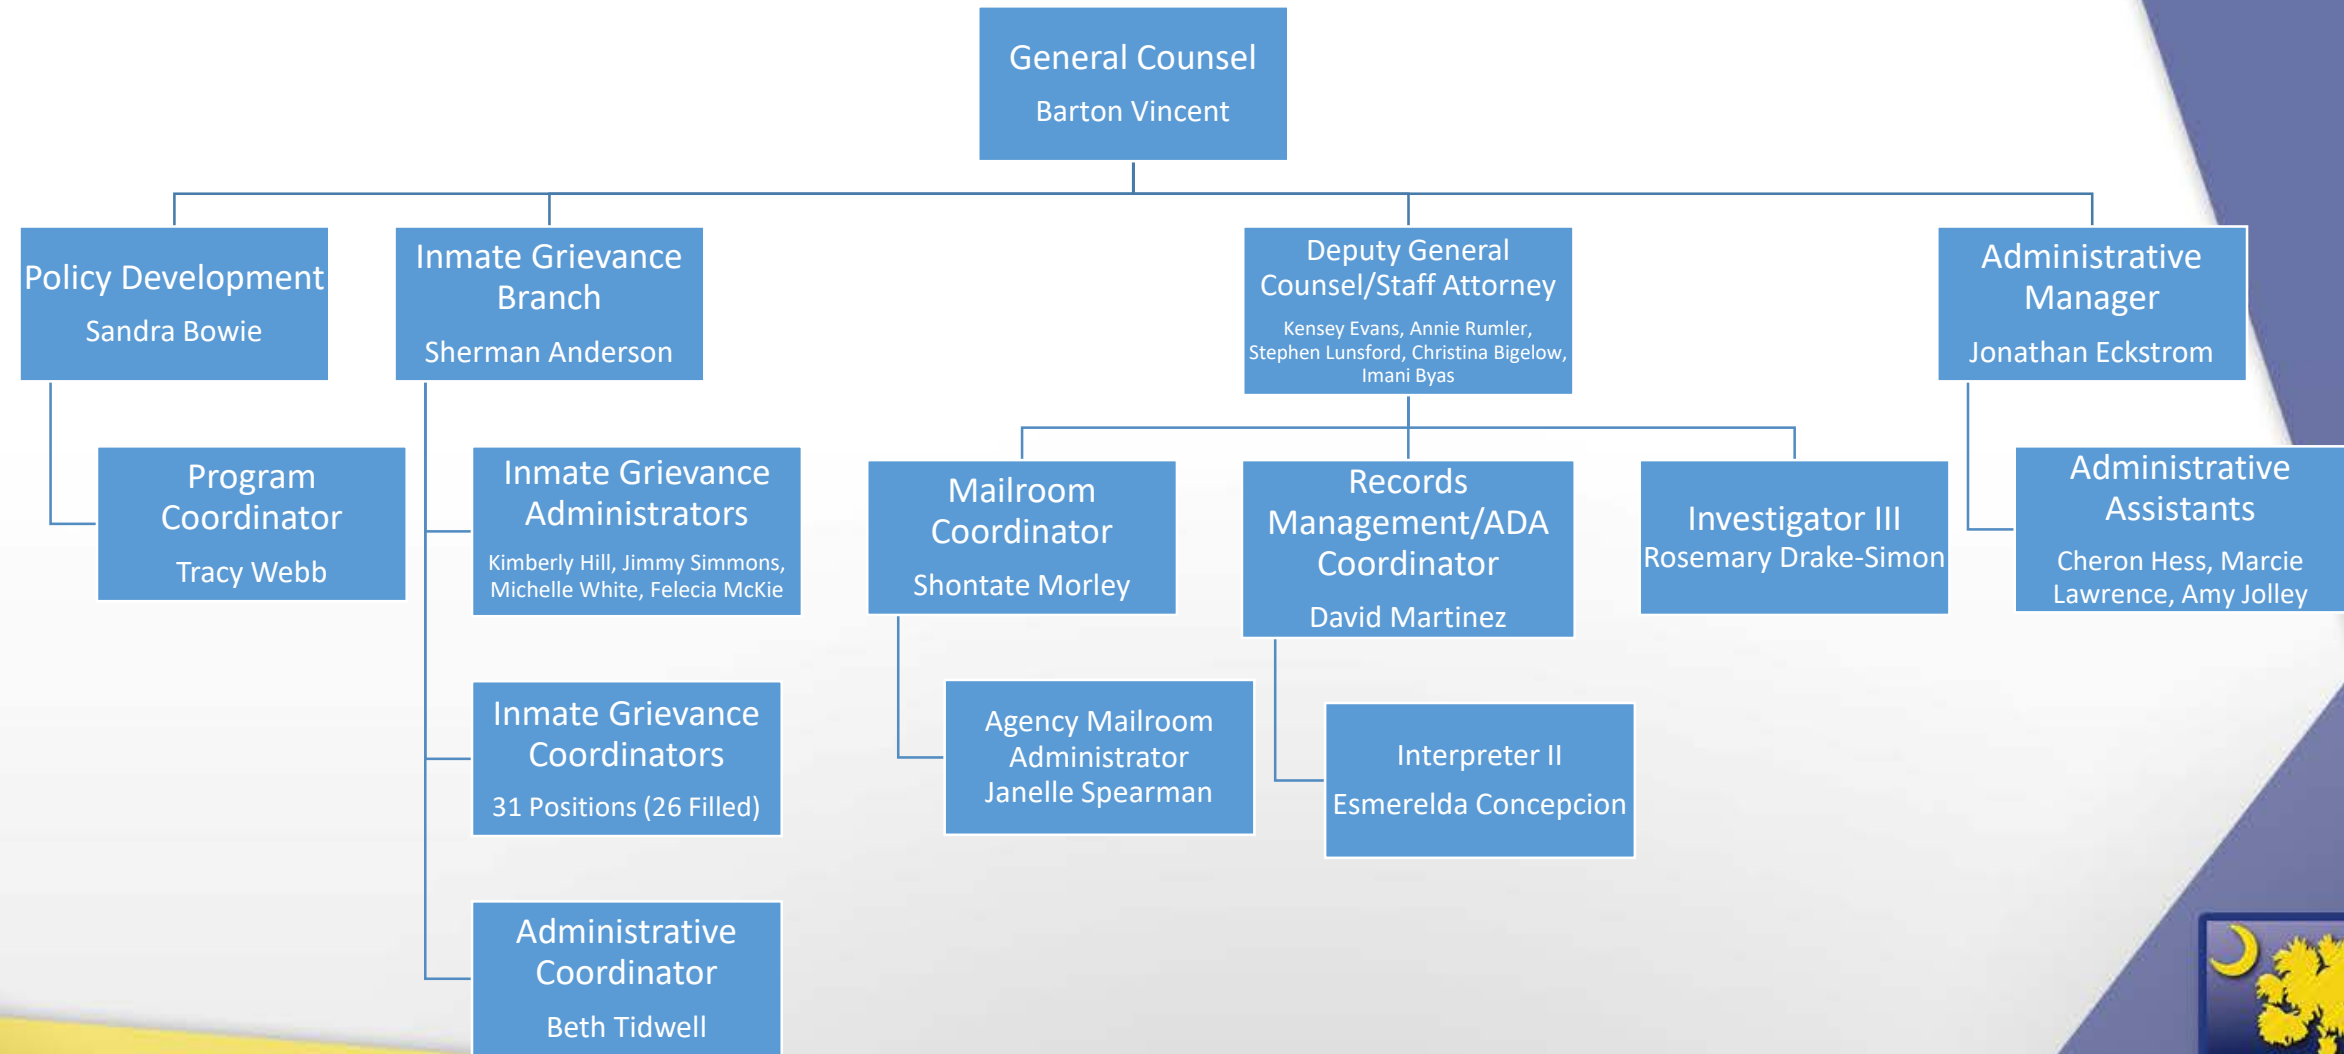 General Counsel
Barton Vincent
Policy Development
Sandra Bowie
Inmate Grievance
Branch
Sherman Anderson
Deputy General
Counsel/Staff Attorney
Kensey Evans, Annie Rumler,
Stephen Lunsford, Christina Bigelow,
Imani Byas
Administrative
Manager
Jonathan Eckstrom
Program
Coordinator
Tracy Webb
Inmate Grievance
Administrators
Kimberly Hill, Jimmy Simmons,
Michelle White, Felecia McKie
Mailroom
Coordinator
Shontate Morley
Records
Management/ADA
Coordinator
David Martinez
Investigator III
Rosemary Drake-Simon
Administrative
Assistants
Cheron Hess, Marcie
Lawrence, Amy Jolley
Inmate Grievance
Coordinators
31 Positions (26 Filled)
Agency Mailroom
Administrator
Janelle Spearman
Interpreter II
Esmerelda Concepcion
Administrative
Coordinator
Beth Tidwell